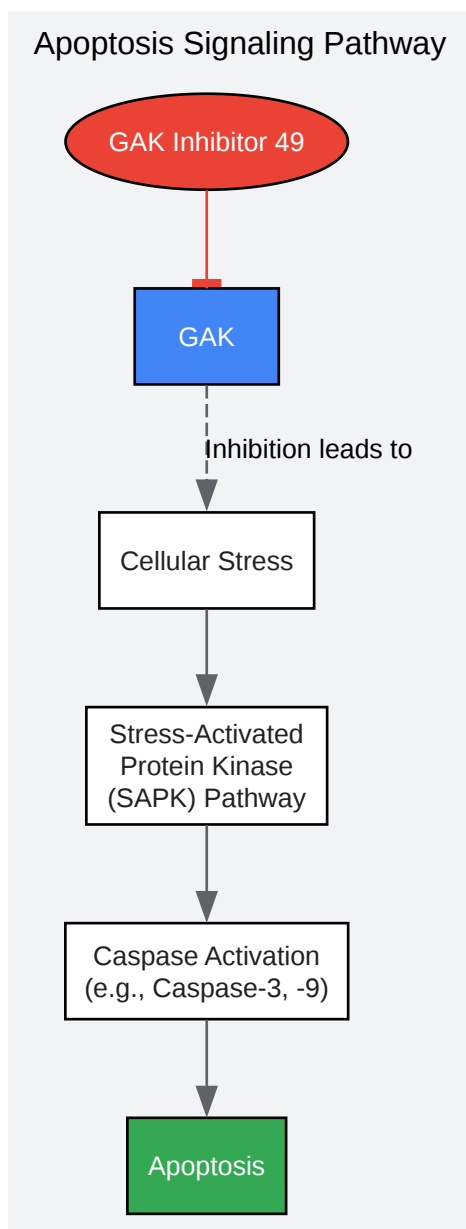 Apoptosis Signaling Pathway
GAK Inhibitor 49
GAK
Inhibition leads to
Cellular Stress
Stress-Activated
Protein Kinase
(SAPK) Pathway
Caspase Activation
(e.g., Caspase-3, -9)
Apoptosis